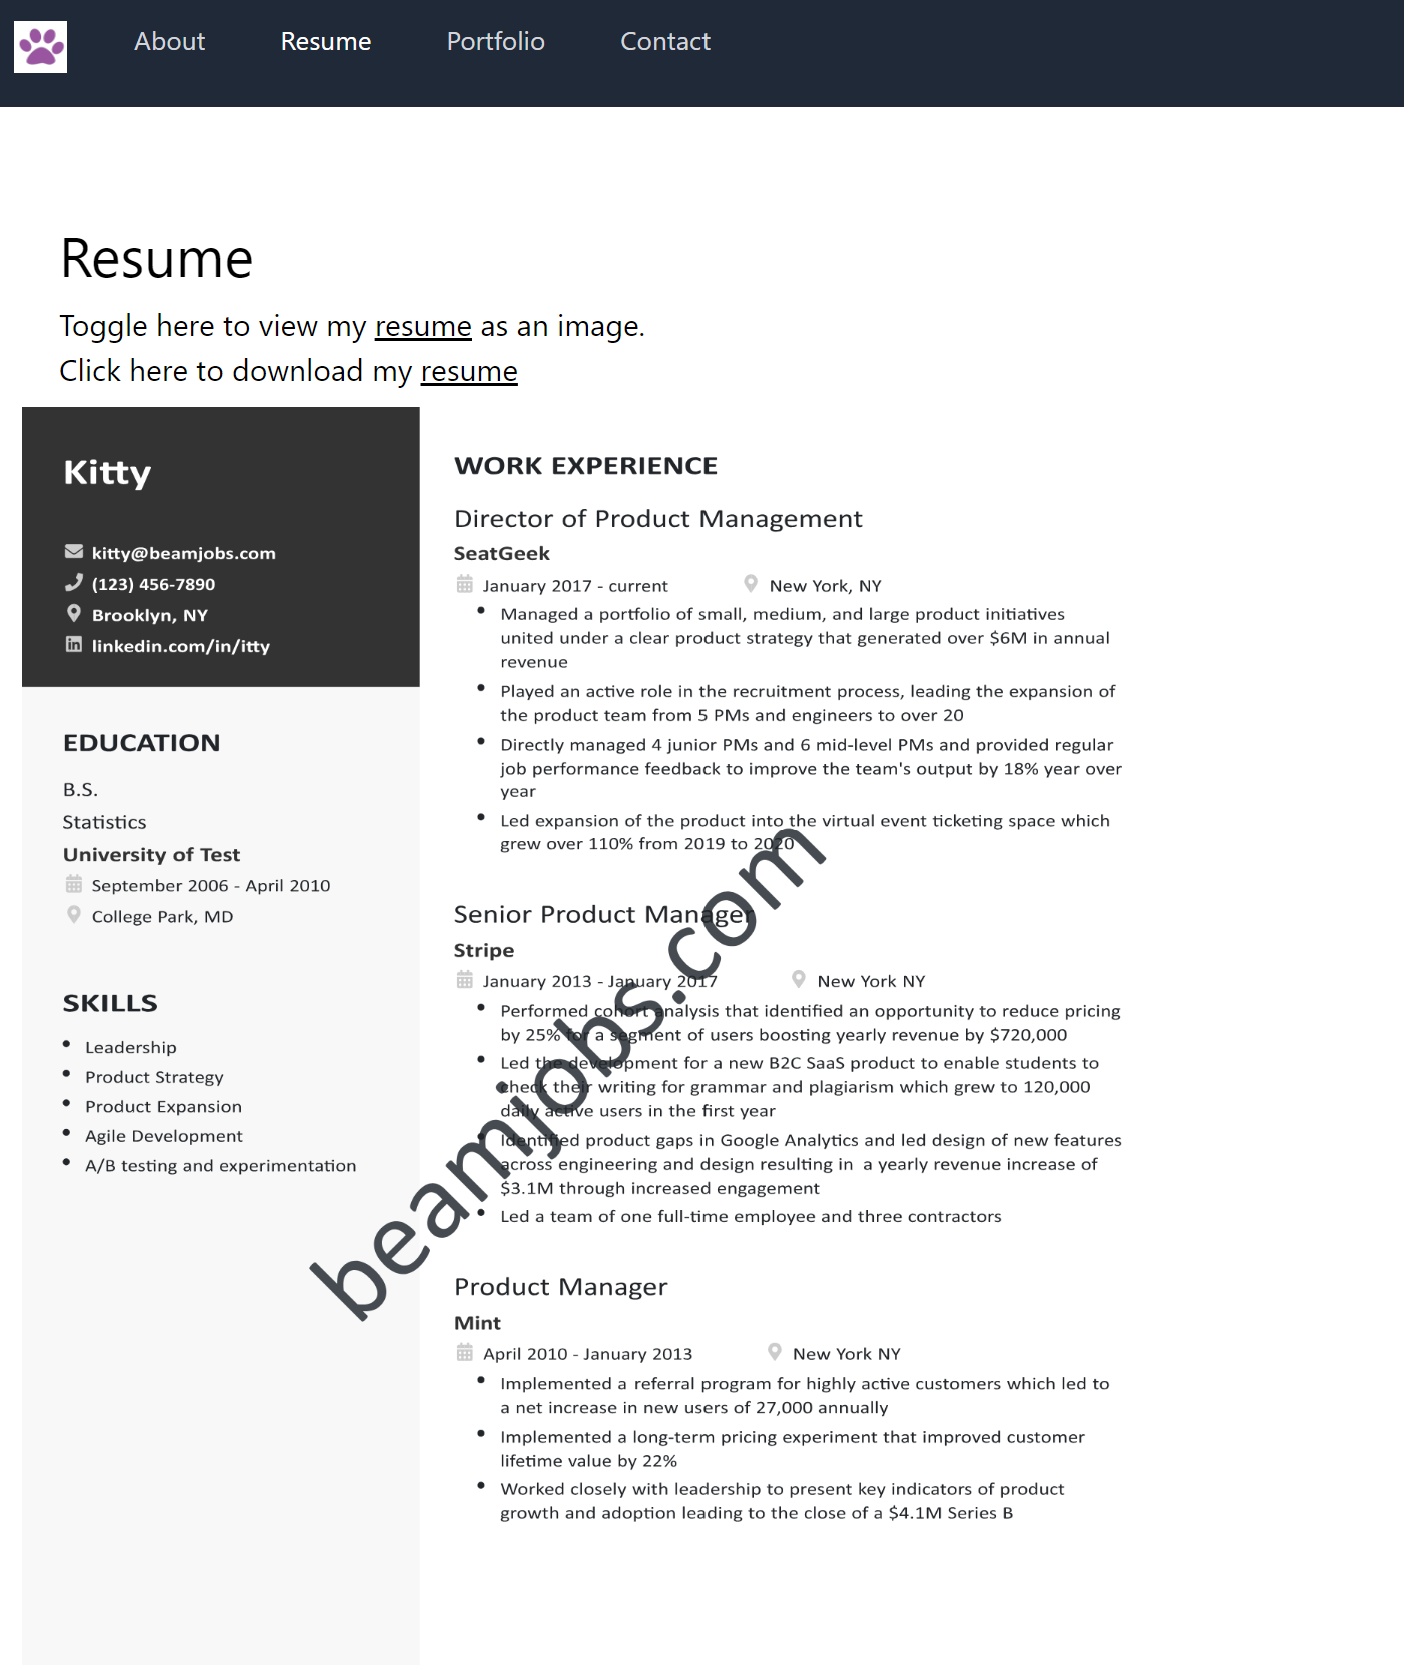 About Resume Portfolio Contact
Resume
Toggle here to view my resume as an image.
Click here to download my resume
Kitty
kitty@beamjobs.com
(123) 456-7890
Brooklyn, NY
linkedin.com/in/itty
EDUCATION
B.S.
Statistics
University of Test
September 2006 - April 2010
College Park, MD
SKILLS
Leadership
Product Strategy
Product Expansion
Agile Development
A/B testing and experimentation
WORK EXPERIENCE
Director of Product Management
SeatGeek
January 2017 - current New York, NY
Managed a portfolio of small, medium, and large product initiatives
united under a clear product strategy that generated over $6M in annual
revenue
Played an active role in the recruitment process, leading the expansion of
the product team from 5 PMs and engineers to over 20
Directly managed 4 junior PMs and 6 mid-level PMs and provided regular
job performance feedback to improve the team's output by 18% year over
year
Led expansion of the product into the virtual event ticketing space which
grew over 110% from 2019 to 2020
Senior Product Manager
Stripe
January 2013 - January 2017 New York NY
Performed cohort analysis that identified an opportunity to reduce pricing
by 25% for a segment of users boosting yearly revenue by $720,000
Led the development for a new B2C SaaS product to enable students to
check their writing for grammar and plagiarism which grew to 120,000
daily active users in the first year
Identified product gaps in Google Analytics and led design of new features
across engineering and design resulting in a yearly revenue increase of
$3.1M through increased engagement
Led a team of one full-time employee and three contractors
Product Manager
Mint
April 2010 - January 2013 New York NY
Implemented a referral program for highly active customers which led to
a net increase in new users of 27,000 annually
Implemented a long-term pricing experiment that improved customer
lifetime value by 22%
Worked closely with leadership to present key indicators of product
growth and adoption leading to the close of a $4.1M Series B
beamjobs.com